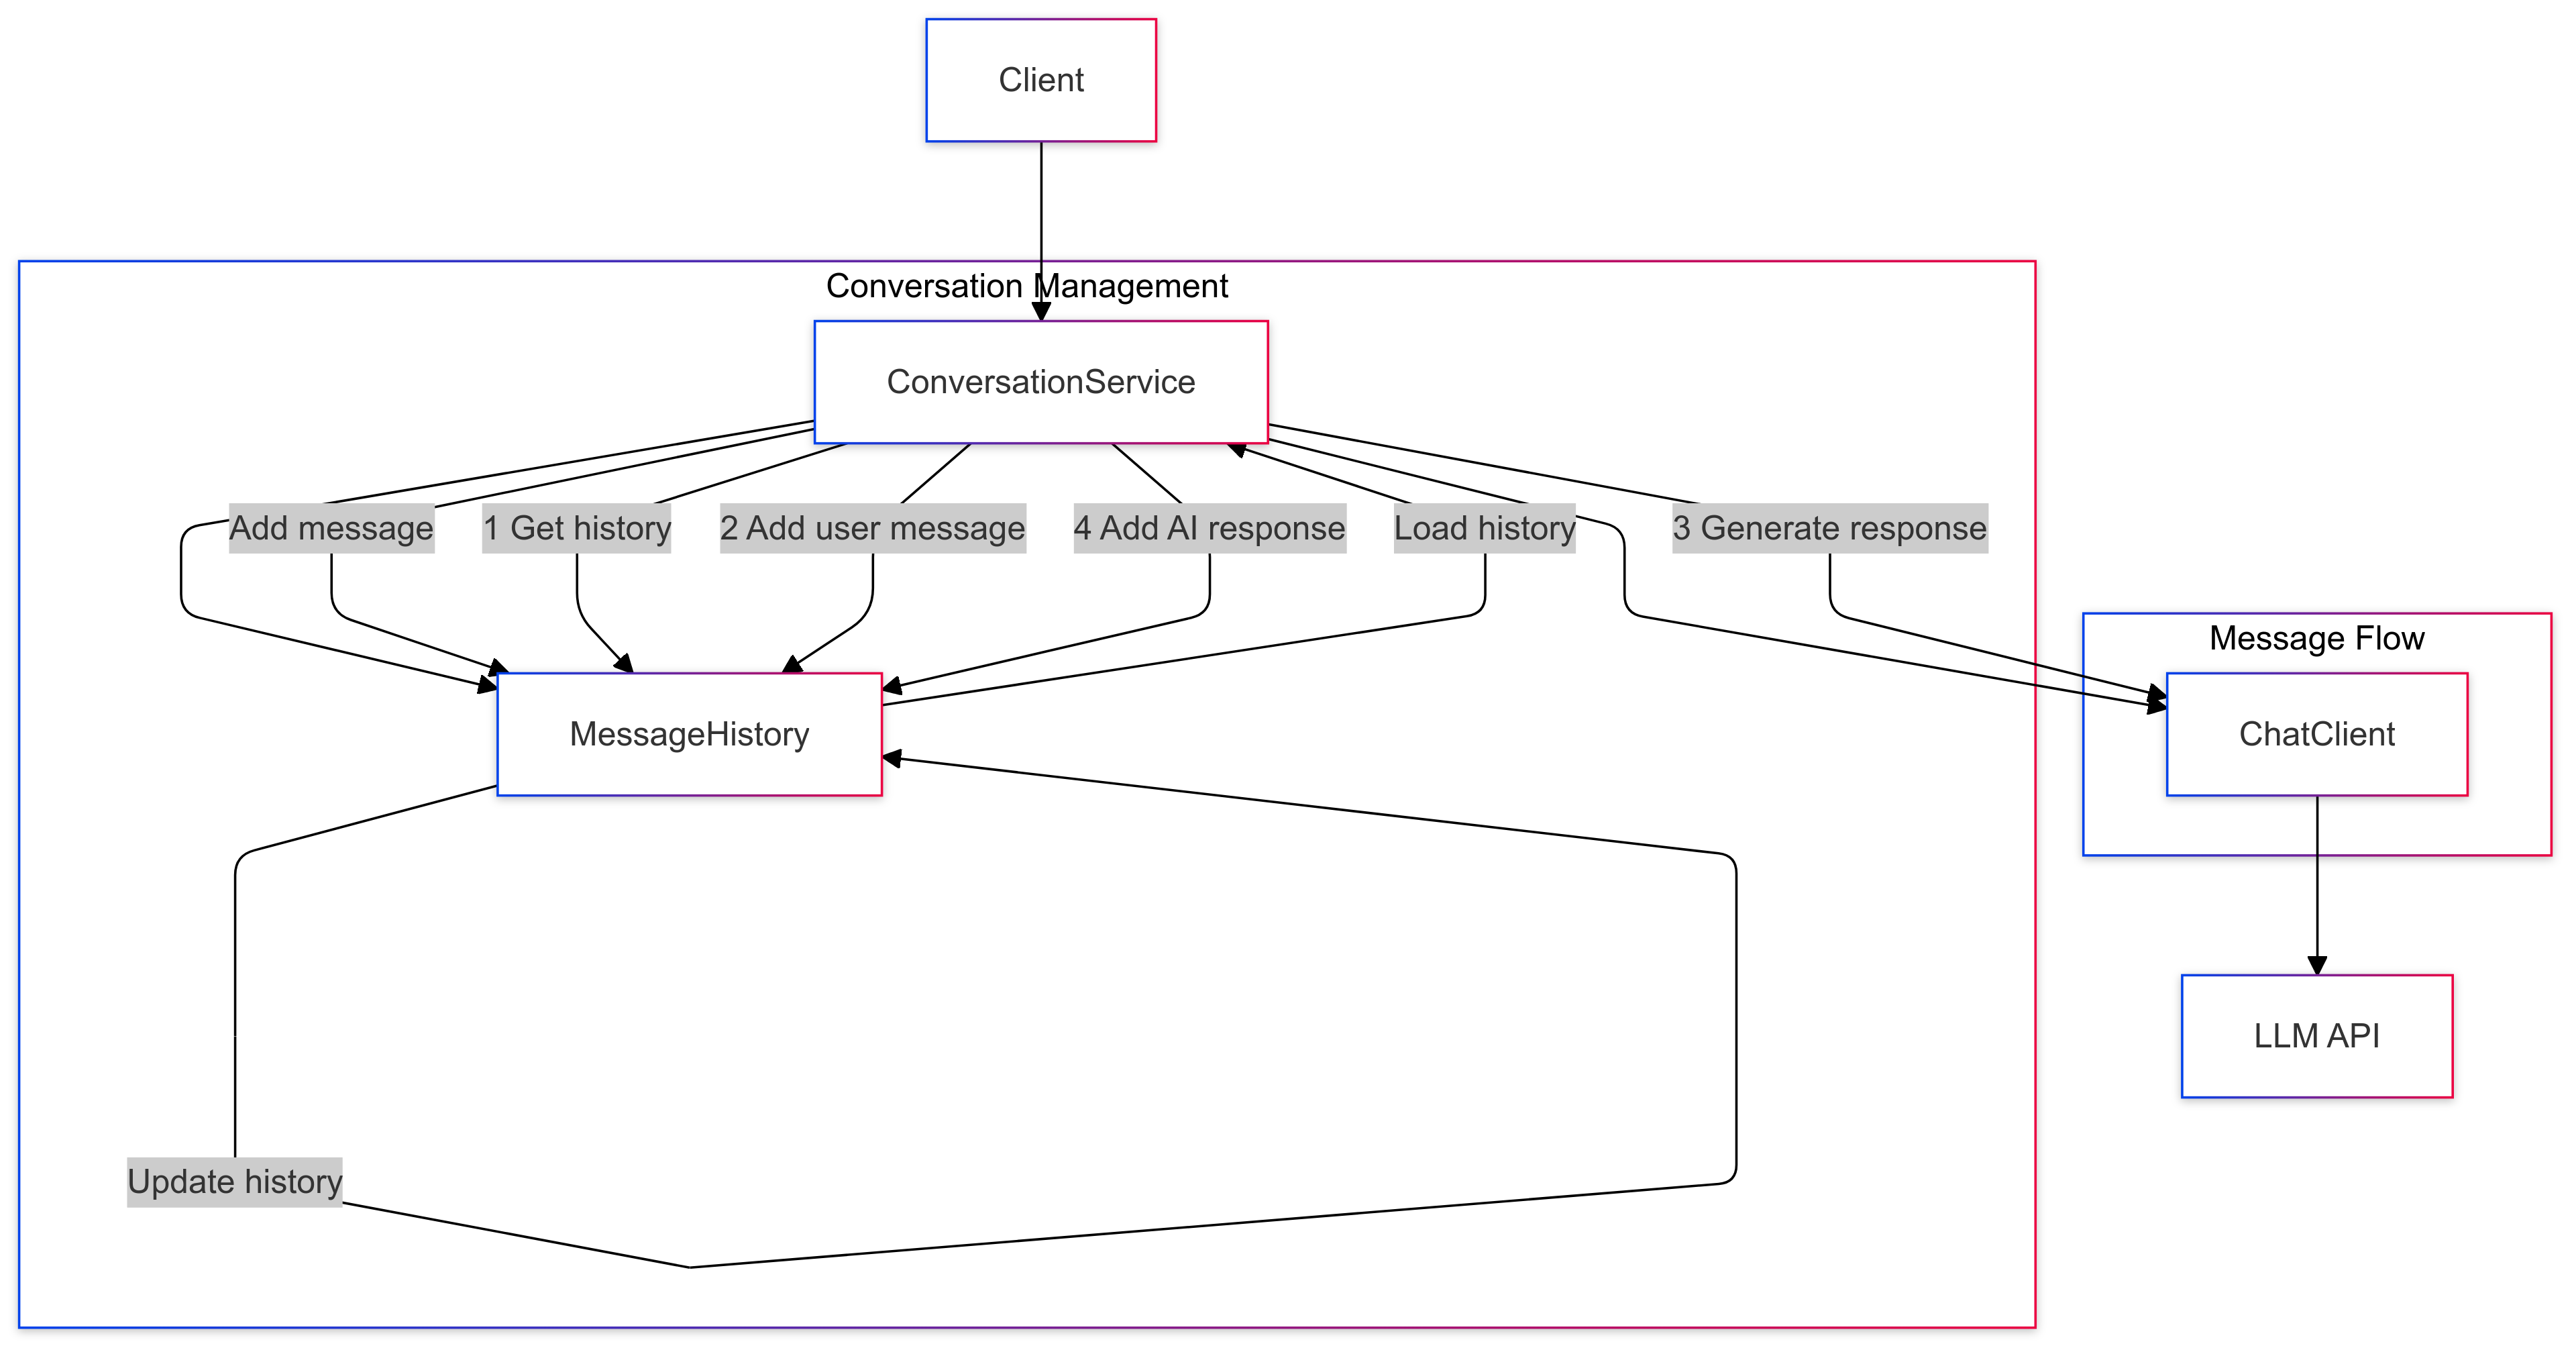 Client
Conversation Management
ConversationService
Add message
1 Get history
2 Add user message
4 Add AI response
Load history
3 Generate response
Message Flow
MessageHistory
ChatClient
LLM API
Update history